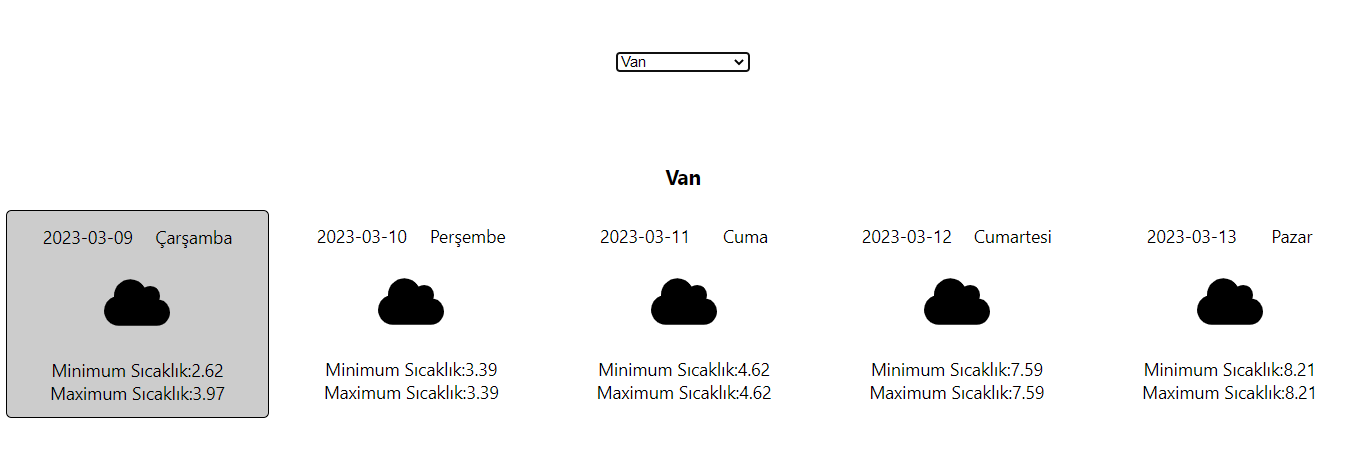 Van
Van
2023-03-09 Çarşamba
Minimum Sıcaklık:2.62
Maximum Sıcaklık:3.97
2023-03-10 Perşembe
Minimum Sıcaklık:3.39
Maximum Sıcaklık:3.39
2023-03-11 Cuma
Minimum Sıcaklık:4.62
Maximum Sıcaklık:4.62
2023-03-12 Cumartesi
Minimum Sıcaklık:7.59
Maximum Sıcaklık:7.59
2023-03-13 Pazar
Minimum Sıcaklık:8.21
Maximum Sıcaklık:8.21